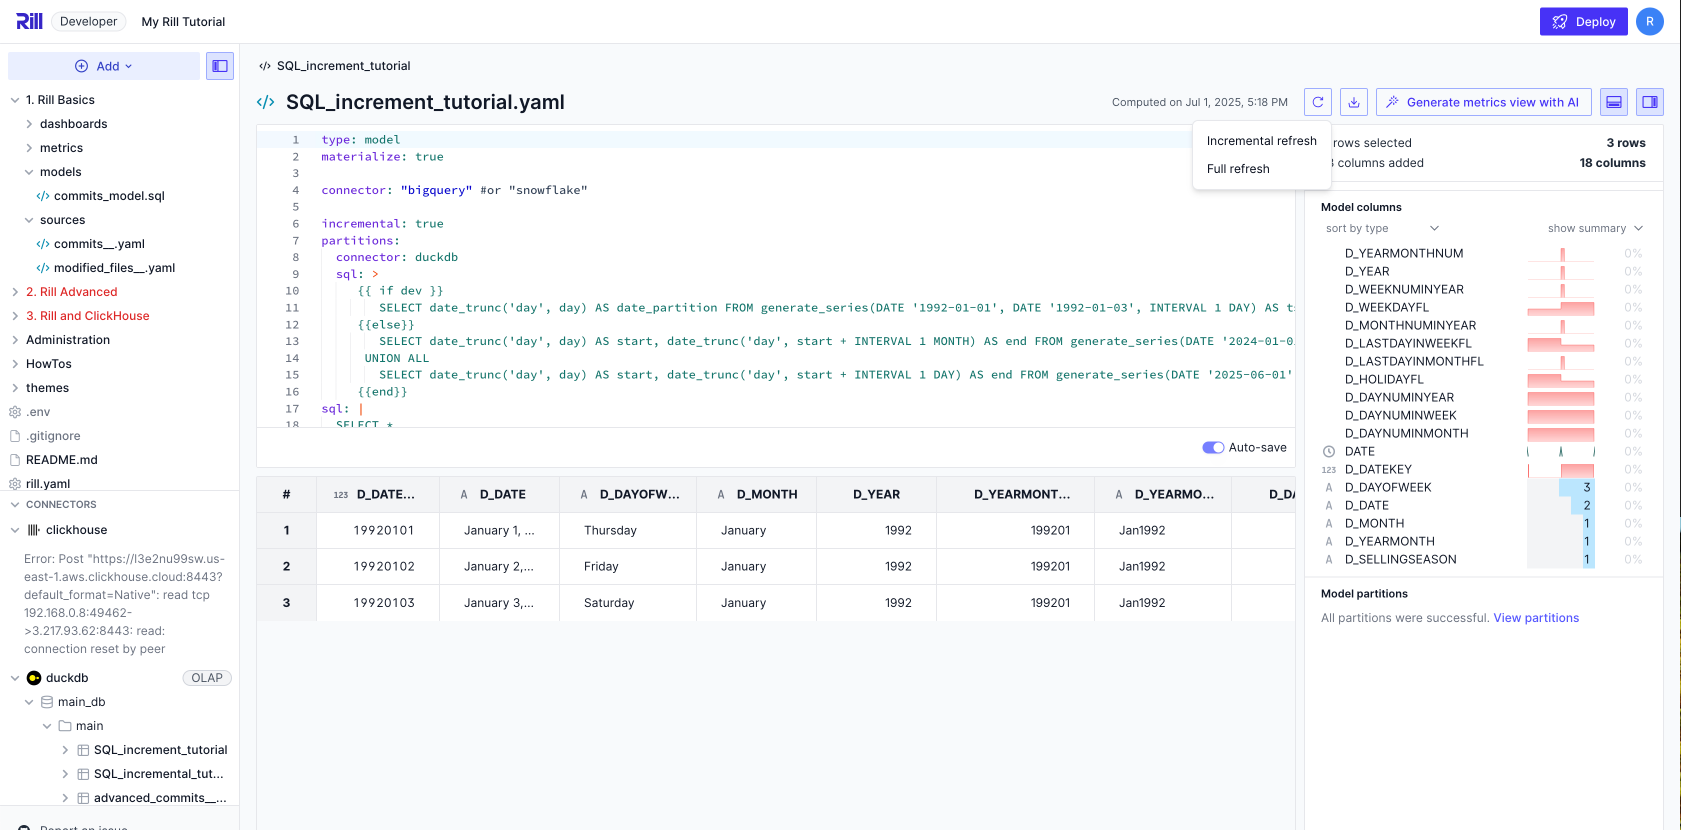 Rill Developer My Rill Tutorial Deploy R
Add
1. Rill Basics
dashboards
metrics
models
commits_model.sql
sources
commits__.yaml
modified_files__.yaml
2. Rill Advanced
3. Rill and ClickHouse
Administration
HowTos
themes
.env
.gitignore
README.md
rill.yaml
CONNECTORS
clickhouse
Error: Post "https://l3e2nu99sw.us-
east-1.aws.clickhouse.cloud:8443?
default_format=Native": read tcp
192.168.0.8:49462-
>3.217.93.62:8443: read:
connection reset by peer
duckdb OLAP
main_db
main
SQL_increment_tutorial
SQL_incremental_tut...
advanced_commits__...
Report an issue
</> SQL_increment_tutorial
</> SQL_increment_tutorial.yaml
Computed on Jul 1, 2025, 5:18 PM
Generate metrics view with AI
Incremental refresh
Full refresh
1 type: model
2 materialize: true
3
4 connector: "bigquery" #or "snowflake"
5
6 incremental: true
7 partitions:
8 connector: duckdb
9 sql: >
10 {{ if dev }}
11 SELECT date_trunc('day', day) AS date_partition FROM generate_series(DATE '1992-01-01', DATE '1992-01-03', INTERVAL 1 DAY) AS t
12 {{else}}
13 SELECT date_trunc('day', day) AS start, date_trunc('day', start + INTERVAL 1 MONTH) AS end FROM generate_series(DATE '2024-01-0
14 UNION ALL
15 SELECT date_trunc('day', day) AS start, date_trunc('day', start + INTERVAL 1 DAY) AS end FROM generate_series(DATE '2025-06-01'
16 {{end}}
17 sql: |
18 SELECT *
Auto-save
# 123 D_DATE... A D_DATE A D_DAYOFW... A D_MONTH D_YEAR D_YEARMONT... A D_YEARMO... D_DA
1 19920101 January 1, ... Thursday January 1992 199201 Jan1992
2 19920102 January 2,... Friday January 1992 199201 Jan1992
3 19920103 January 3,... Saturday January 1992 199201 Jan1992
rows selected 3 rows
columns added 18 columns
Model columns
sort by type show summary
D_YEARMONTHNUM 0%
D_YEAR 0%
D_WEEKNUMINYEAR 0%
D_WEEKDAYFL 0%
D_MONTHNUMINYEAR 0%
D_LASTDAYINWEEKFL 0%
D_LASTDAYINMONTHFL 0%
D_HOLIDAYFL 0%
D_DAYNUMINYEAR 0%
D_DAYNUMINWEEK 0%
D_DAYNUMINMONTH 0%
DATE 0%
123 D_DATEKEY 0%
A D_DAYOFWEEK 3 0%
A D_DATE 2 0%
A D_MONTH 1 0%
A D_YEARMONTH 1 0%
A D_SELLINGSEASON 1 0%
Model partitions
All partitions were successful. View partitions